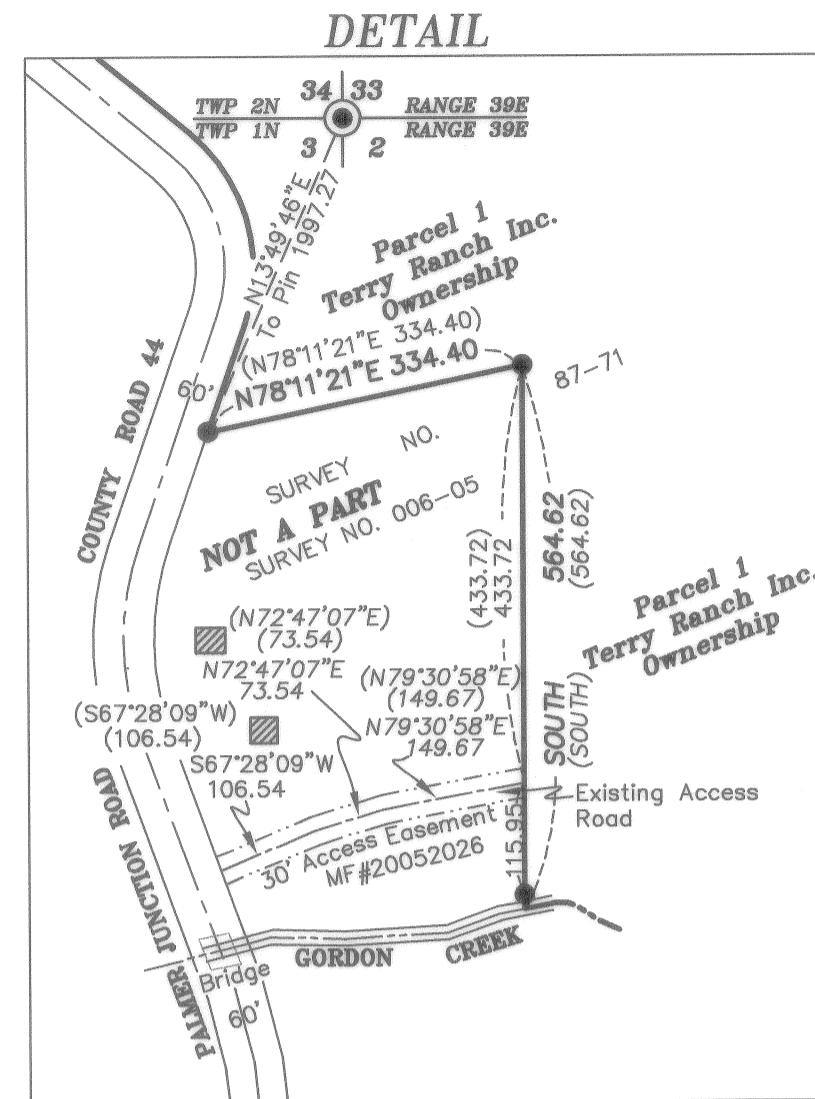 DETAIL
34 33
TWP 2N RANGE 39E
TWP 1N RANGE 39E
3 2
N13°49'46"E
To Pin 1997.27
Parcel 1
Terry Ranch Inc.
Ownership
(N78°11'21"E 334.40)
N78°11'21"E 334.40
87-71
60'
COUNTY ROAD 44
SURVEY NO.
NOT A PART
SURVEY NO. 006-05
(433.72)
433.72
564.62
(564.62)
SOUTH
(SOUTH)
Parcel 1
Terry Ranch Inc.
Ownership
(N72°47'07"E)
(73.54)
N72°47'07"E
73.54
(N79°30'58"E)
(149.67)
N79°30'58"E
149.67
(S67°28'09"W)
(106.54)
S67°28'09"W
106.54
Existing Access
Road
115.95
30' Access Easement
MF#20052026
PALMER JUNCTION ROAD
GORDON CREEK
Bridge
60'